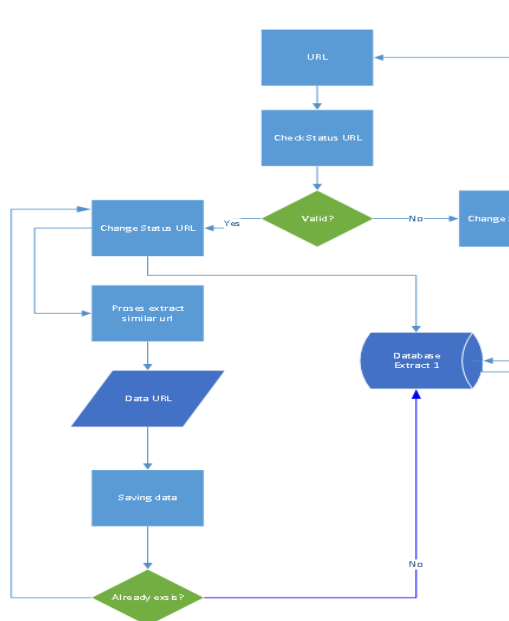 URL
Check Status URL
Valid?
Yes
No
Change Status URL
Change
Proses extract
similar url
Database
Extract 1
Data URL
Saving data
No
Already exsis?